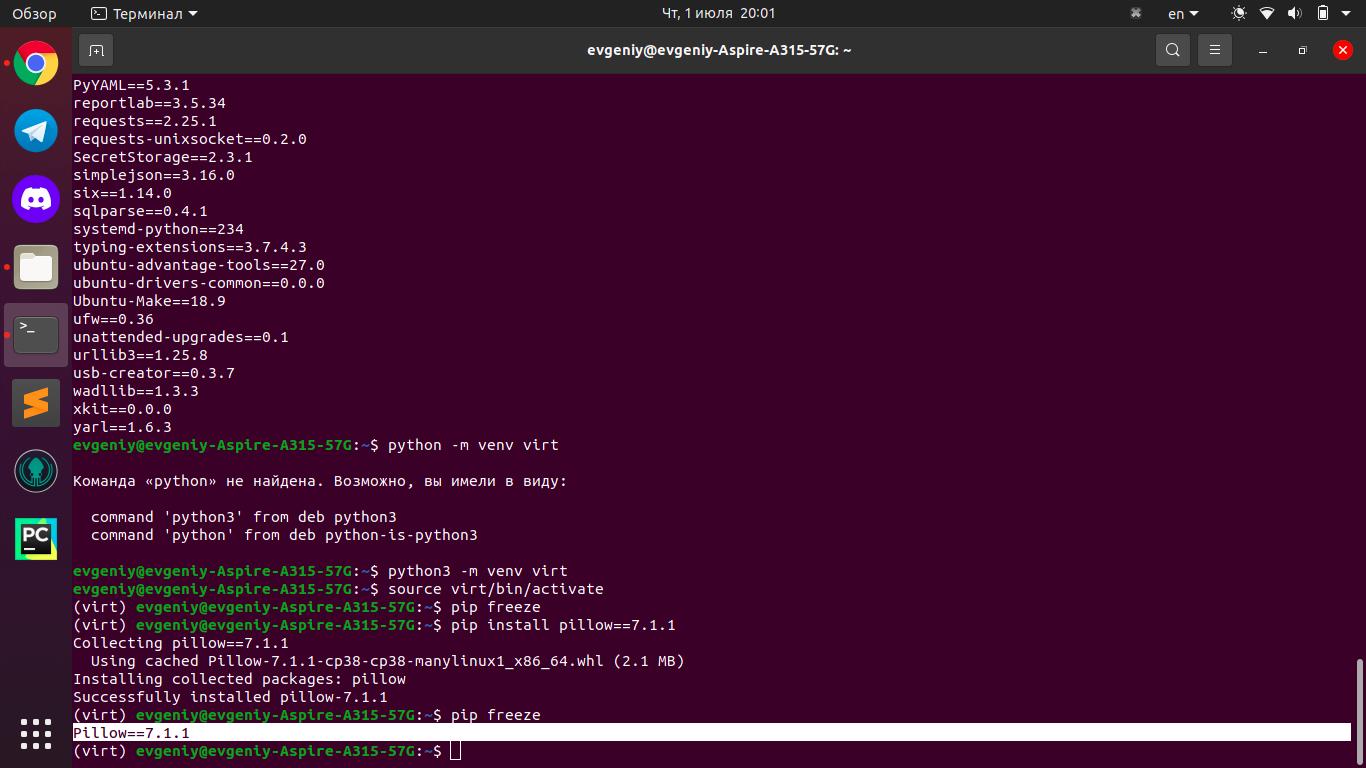 Обзор
Терминал
Чт, 1 июля 20:01
en
evgeniy@evgeniy-Aspire-A315-57G: ~
PyYAML==5.3.1
reportlab==3.5.34
requests==2.25.1
requests-unixsocket==0.2.0
SecretStorage==2.3.1
simplejson==3.16.0
six==1.14.0
sqlparse==0.4.1
systemd-python==234
typing-extensions==3.7.4.3
ubuntu-advantage-tools==27.0
ubuntu-drivers-common==0.0.0
Ubuntu-Make==18.9
ufw==0.36
unattended-upgrades==0.1
urllib3==1.25.8
usb-creator==0.3.7
wadllib==1.3.3
xkit==0.0.0
yarl==1.6.3
evgeniy@evgeniy-Aspire-A315-57G:~$ python -m venv virt
Команда «python» не найдена. Возможно, вы имели в виду:
command 'python3' from deb python3
command 'python' from deb python-is-python3
evgeniy@evgeniy-Aspire-A315-57G:~$ python3 -m venv virt
evgeniy@evgeniy-Aspire-A315-57G:~$ source virt/bin/activate
(virt) evgeniy@evgeniy-Aspire-A315-57G:~$ pip freeze
(virt) evgeniy@evgeniy-Aspire-A315-57G:~$ pip install pillow==7.1.1
Collecting pillow==7.1.1
Using cached Pillow-7.1.1-cp38-cp38-manylinux1_x86_64.whl (2.1 MB)
Installing collected packages: pillow
Successfully installed pillow-7.1.1
(virt) evgeniy@evgeniy-Aspire-A315-57G:~$ pip freeze
Pillow==7.1.1
(virt) evgeniy@evgeniy-Aspire-A315-57G:~$
>_
PC